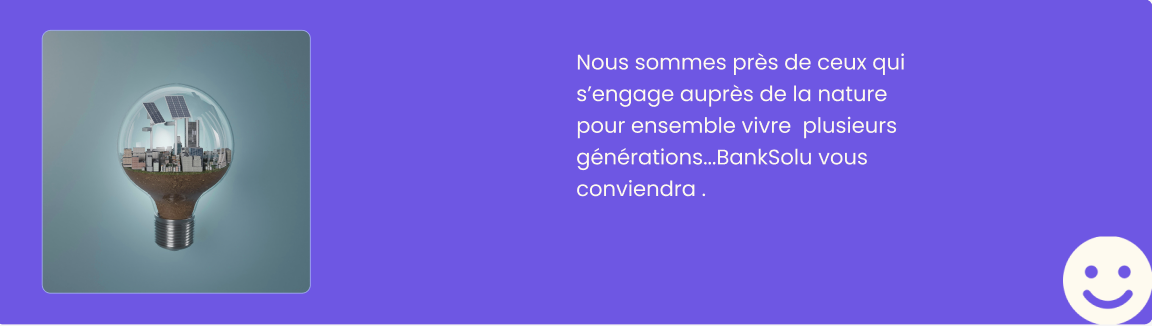 Nous sommes près de ceux qui
s’engage auprès de la nature
pour ensemble vivre  plusieurs
générations...BankSolu vous
conviendra .